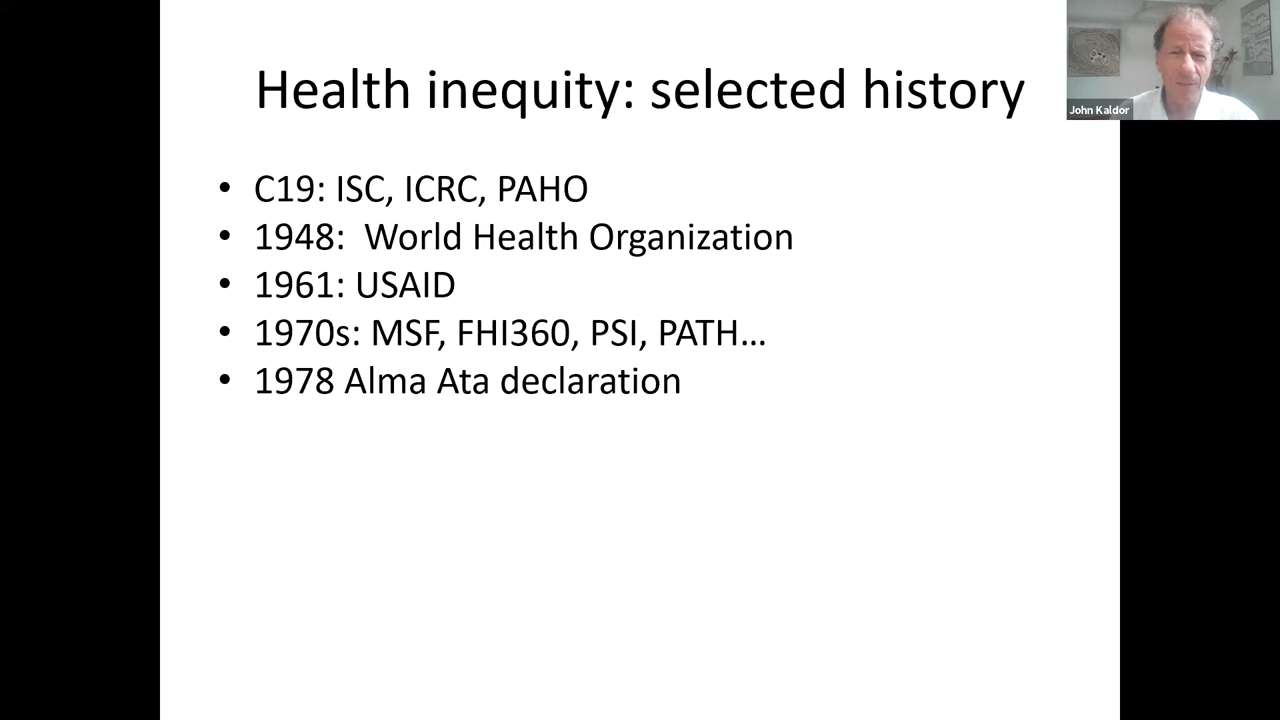 Health inequity: selected history
John Kaldor
• C19: ISC, ICRC, PAHO
• 1948:  World Health Organization
• 1961: USAID
• 1970s: MSF, FHI360, PSI, PATH…
• 1978 Alma Ata declaration